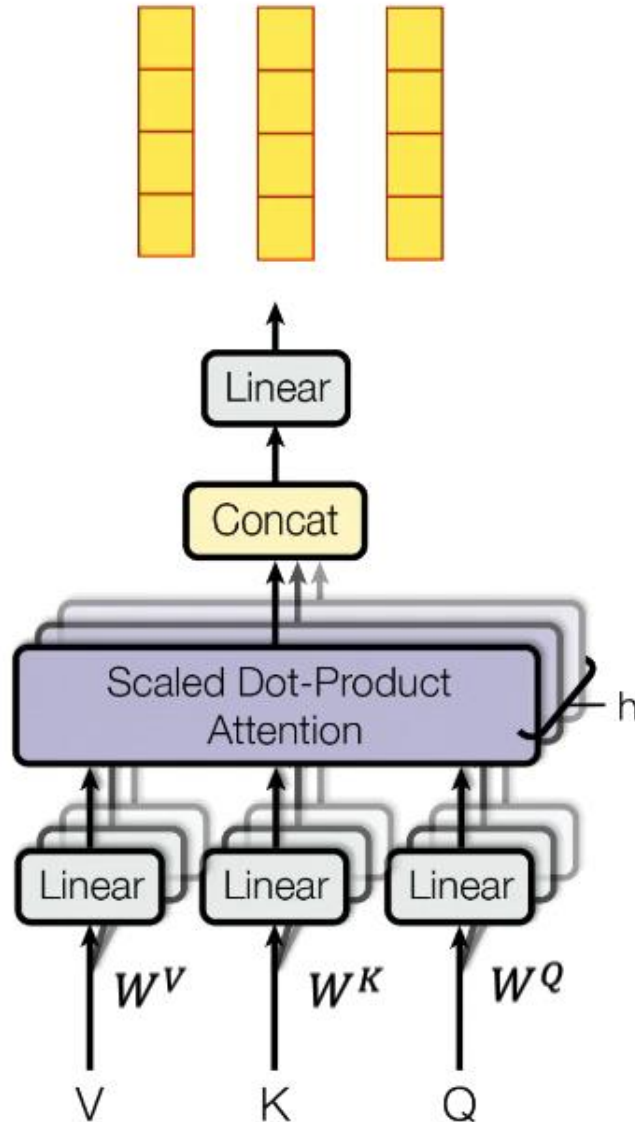 Linear
Concat
Scaled Dot-Product
Attention
h
Linear Linear Linear
W^V W^K W^Q
V K Q